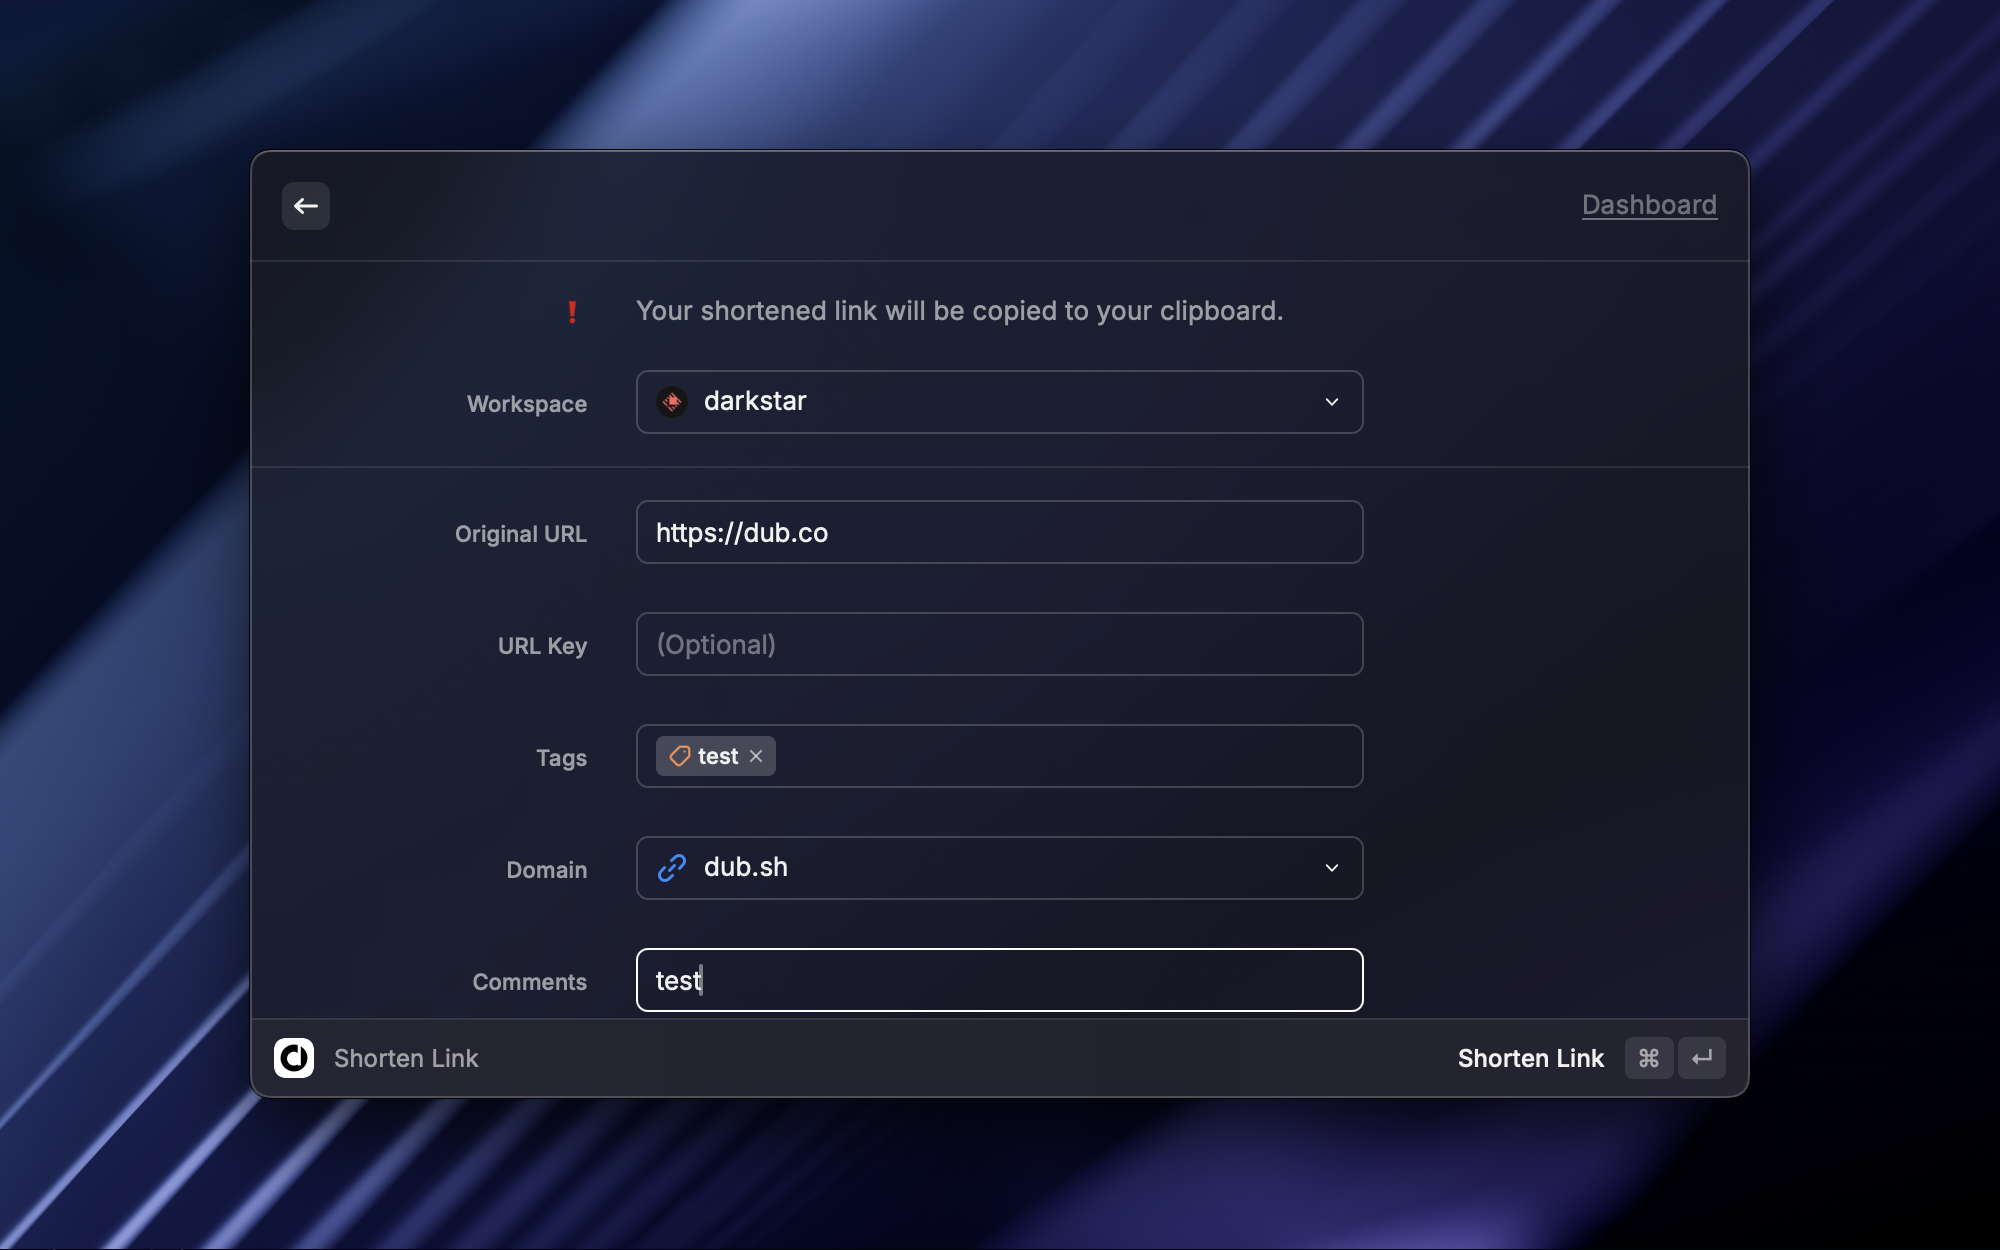 Dashboard
! Your shortened link will be copied to your clipboard.
Workspace darkstar
Original URL https://dub.co
URL Key (Optional)
Tags test
Domain dub.sh
Comments test
Shorten Link Shorten Link ⌘ ↵